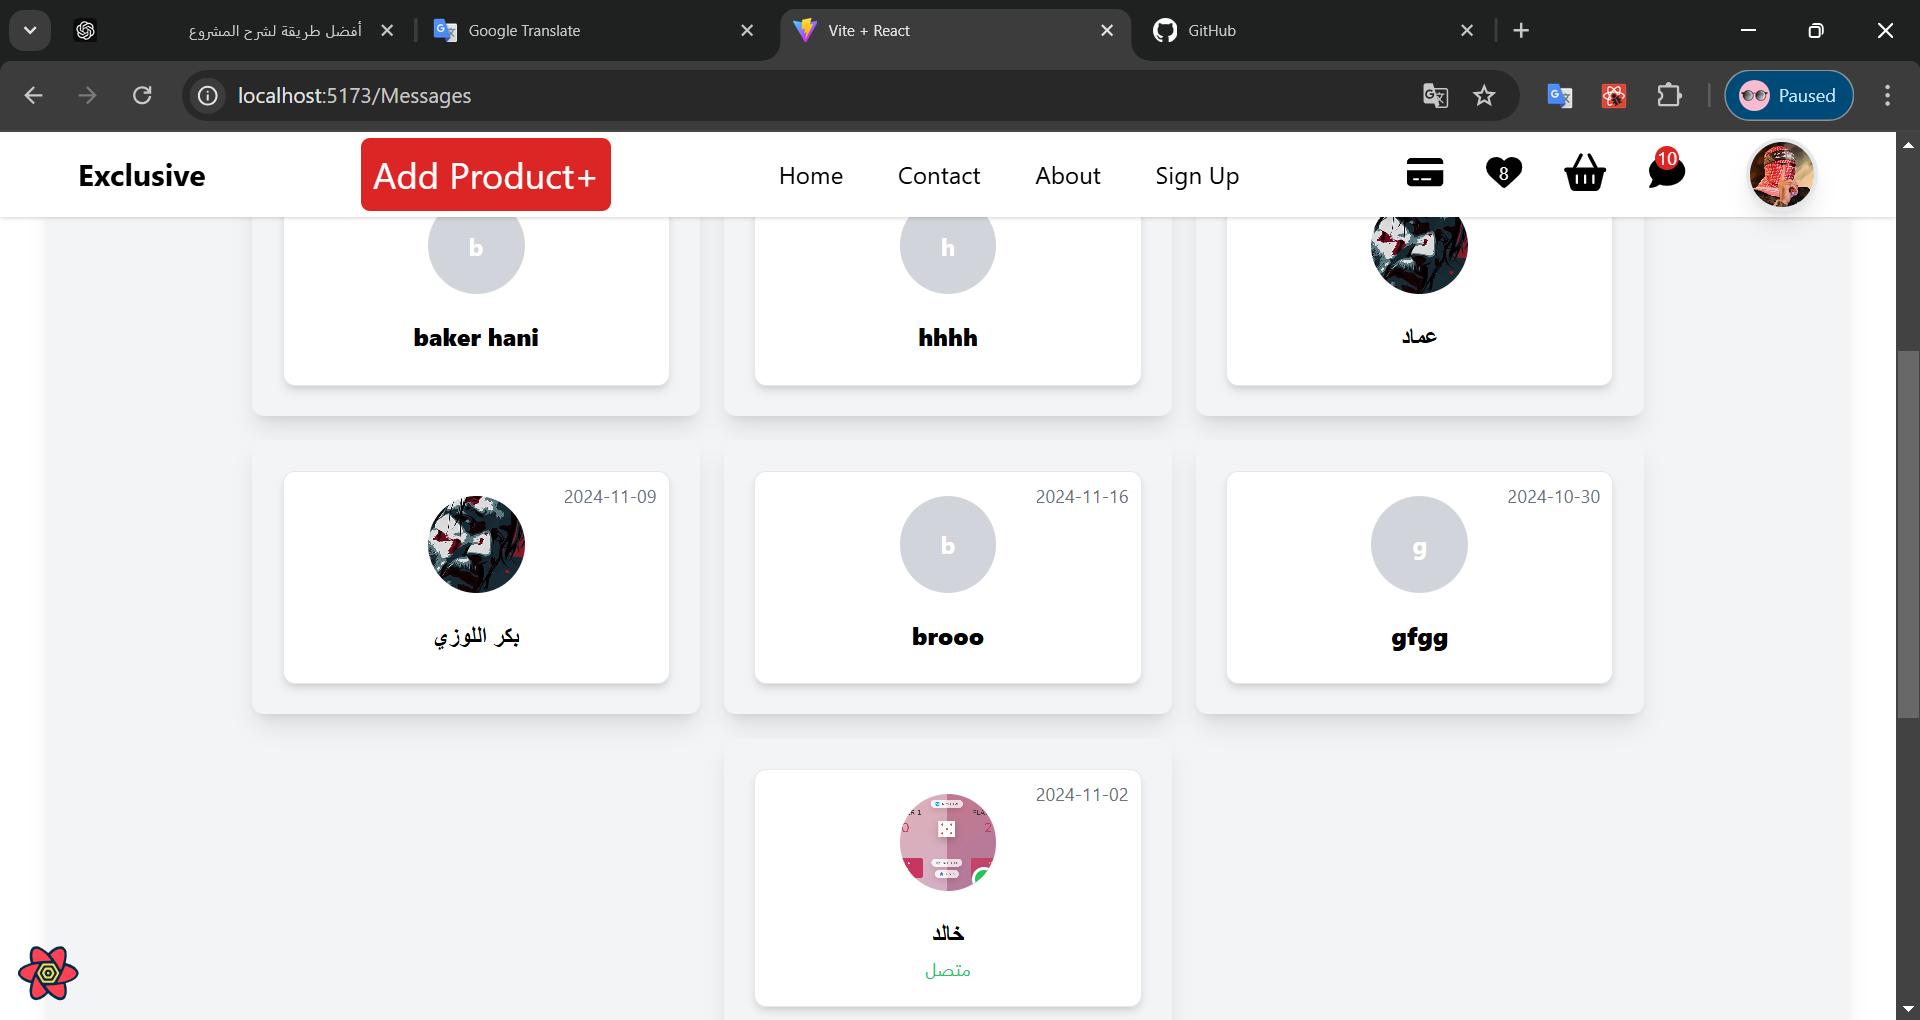 أفضل طريقة لشرح المشروع
Google Translate
Vite + React
GitHub
localhost:5173/Messages
Paused
Exclusive
Add Product+
Home
Contact
About
Sign Up
8
10
b
h
baker hani
hhhh
عماد
2024-11-09
2024-11-16
2024-10-30
b
g
بكر اللوزي
brooo
gfgg
2024-11-02
خالد
متصل